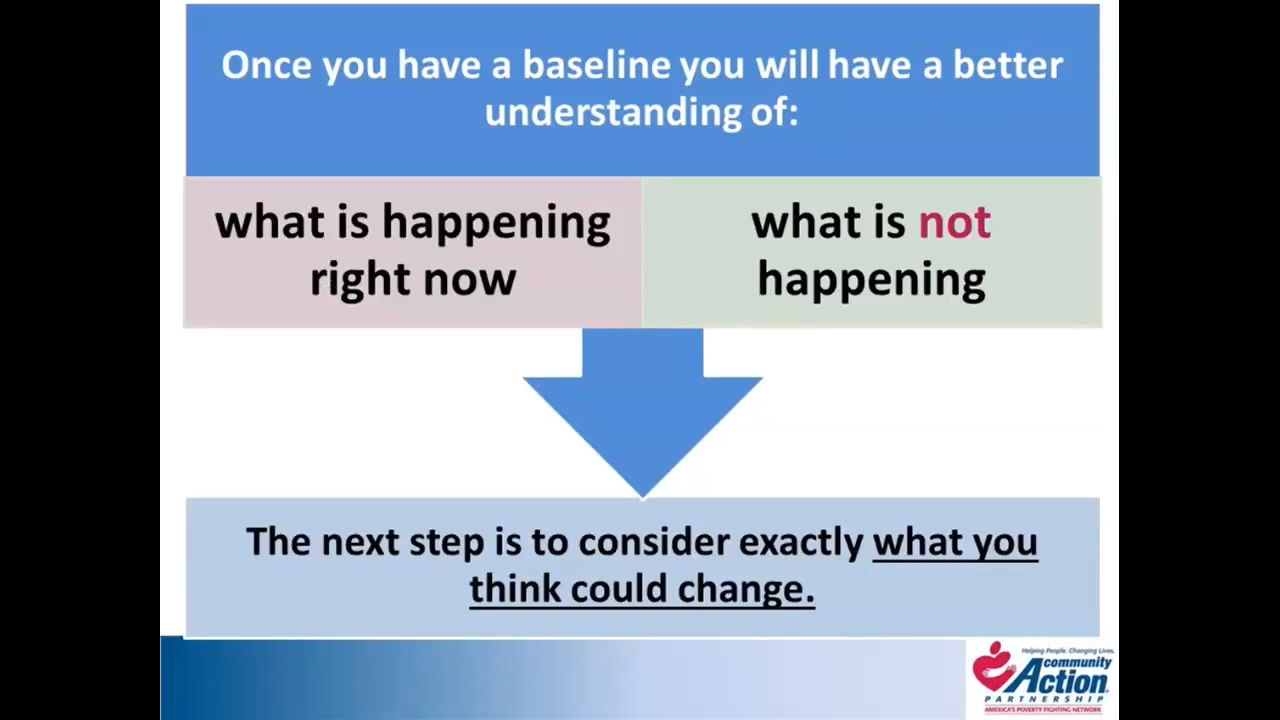 Once you have a baseline you will have a better
understanding of:
what is happening
right now
what is not
happening
The next step is to consider exactly what you
think could change.
Helping People. Changing Lives.
community
Action
PARTNERSHIP
AMERICA'S POVERTY FIGHTING NETWORK